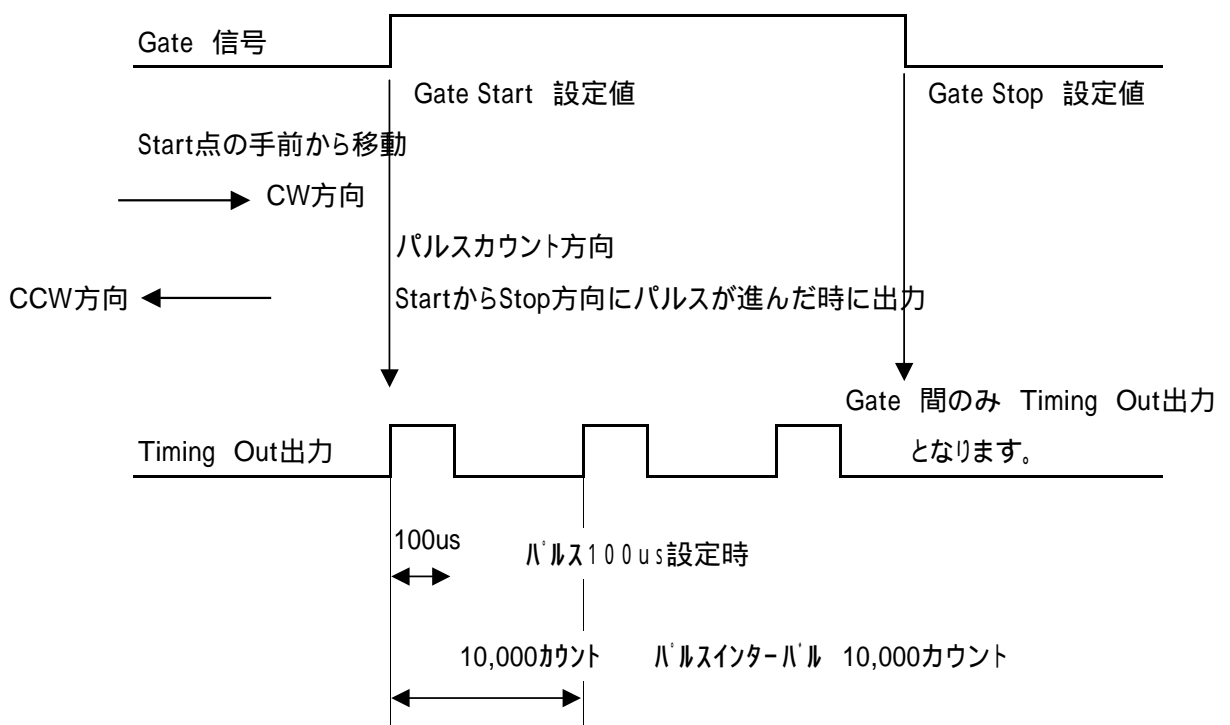 Gate 信号
Gate Start 設定値
Gate Stop 設定値
Start点の手前から移動
CW方向
パルスカウント方向
CCW方向
StartからStop方向にパルスが進んだ時に出力
Gate 間のみ Timing Out出力
となります。
Timing Out出力
100us
ﾊﾟﾙｽ100us設定時
10,000ｶｳﾝﾄ
ﾊﾟﾙｽｲﾝﾀｰﾊﾞﾙ 10,000カウント